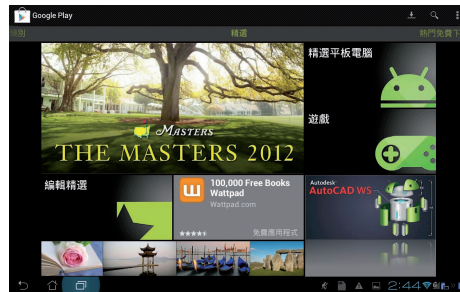 Google Play
類別
精選
熱門免費下
精選平板電腦
MASTERS
THE MASTERS 2012
遊戲
編輯精選
100,000 Free Books
Wattpad
Wattpad.com
免費應用程式
Autodesk
AutoCAD WS
2:44